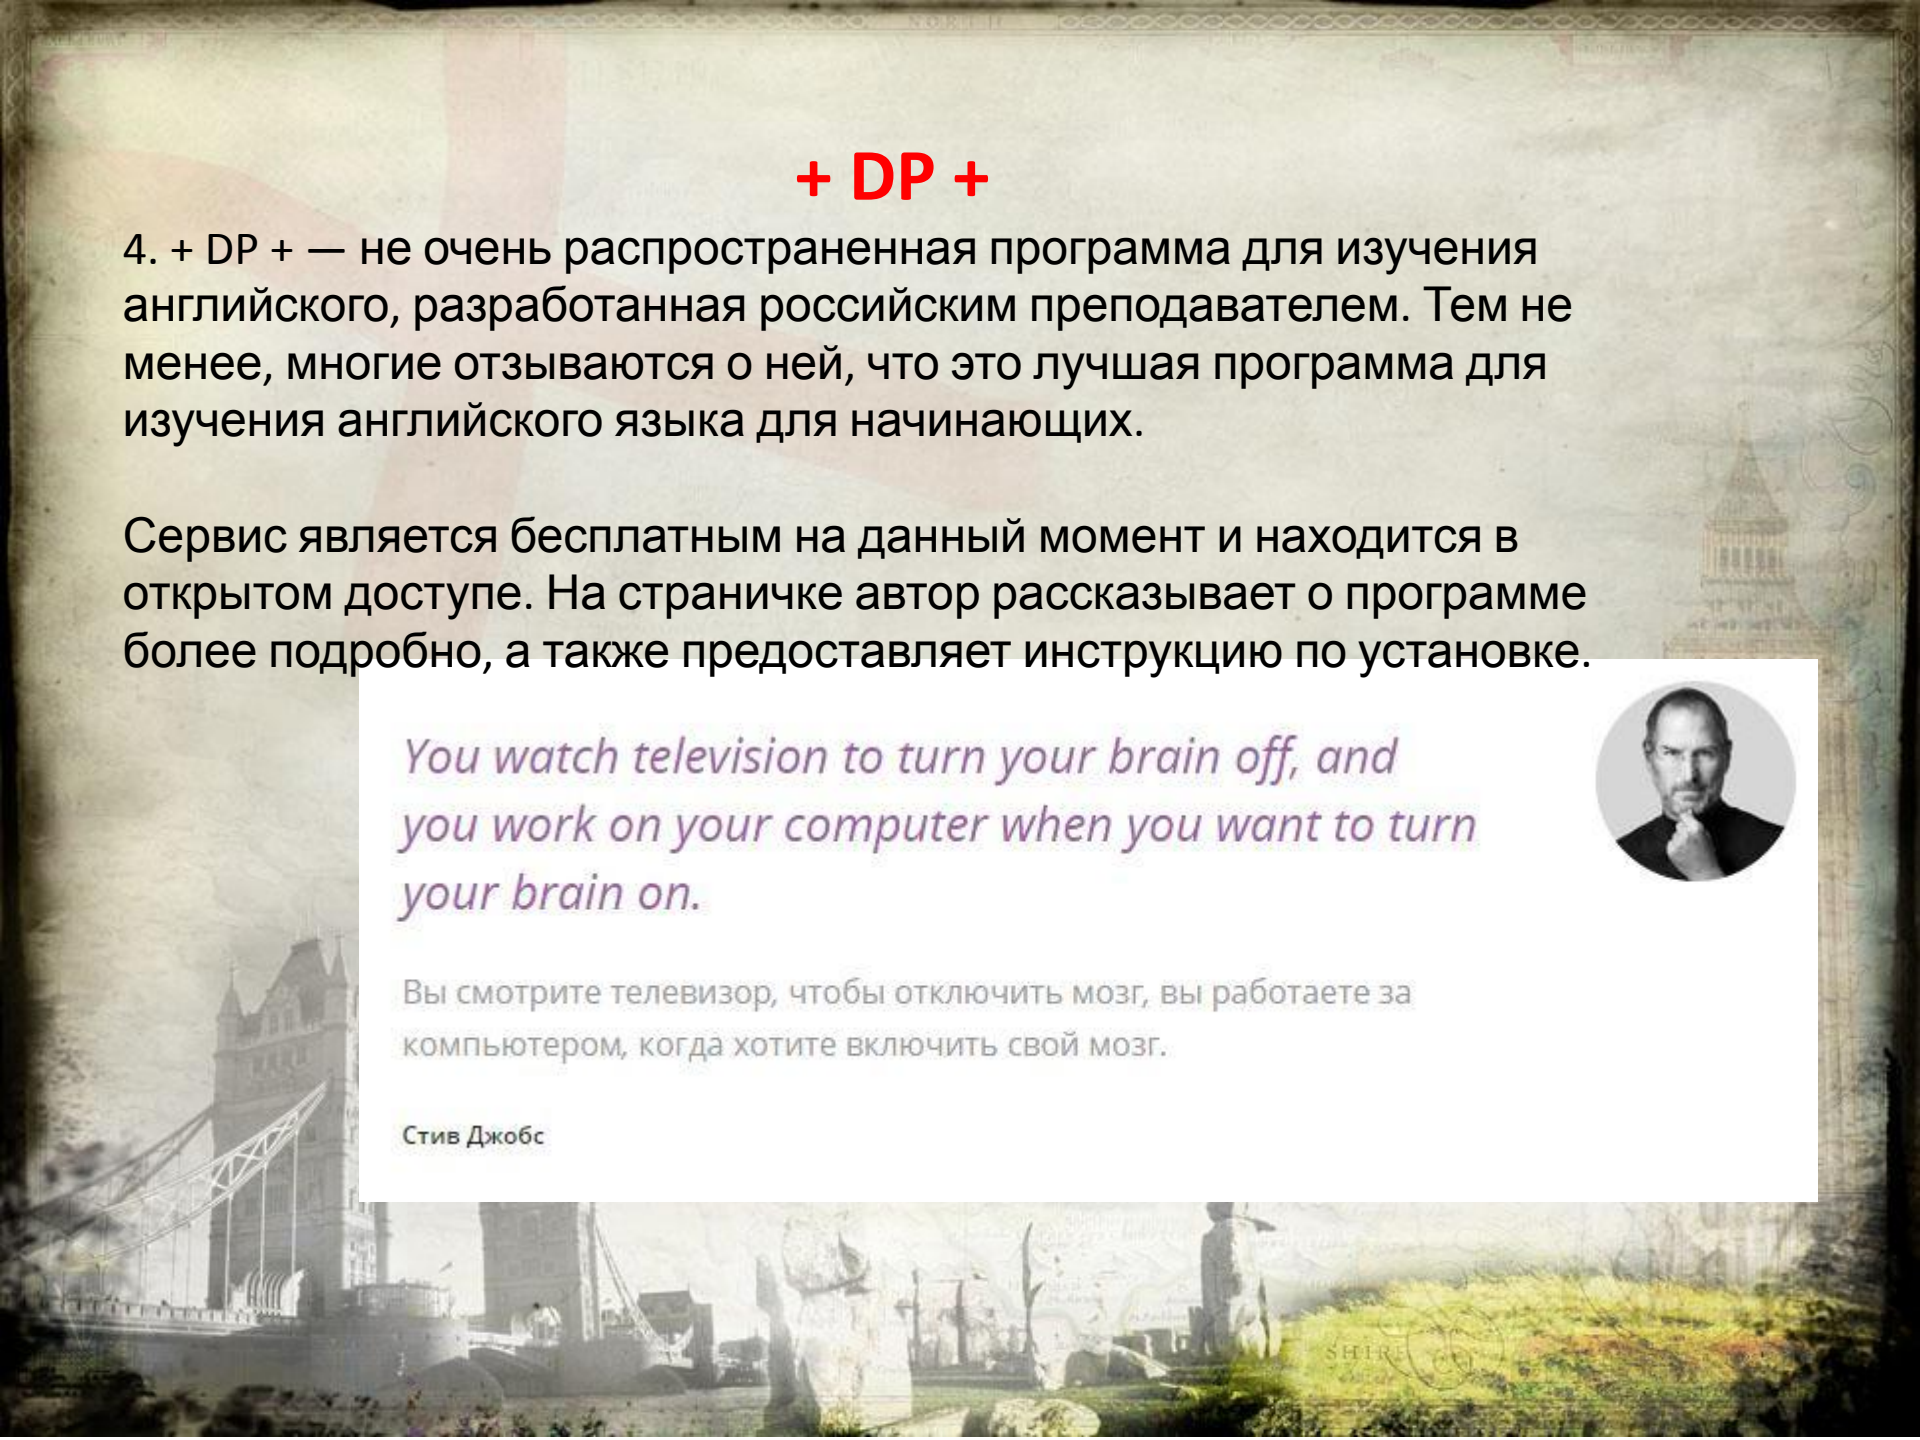 NORTH
+ DP +
4. + DP + — не очень распространенная программа для изучения
английского, разработанная российским преподавателем. Тем не
менее, многие отзываются о ней, что это лучшая программа для
изучения английского языка для начинающих.
Сервис является бесплатным на данный момент и находится в
открытом доступе. На страничке автор рассказывает о программе
более подробно, а также предоставляет инструкцию по установке.
You watch television to turn your brain off, and
you work on your computer when you want to turn
your brain on.
Вы смотрите телевизор, чтобы отключить мозг, вы работаете за
компьютером, когда хотите включить свой мозг.
Стив Джобс
SHIRE